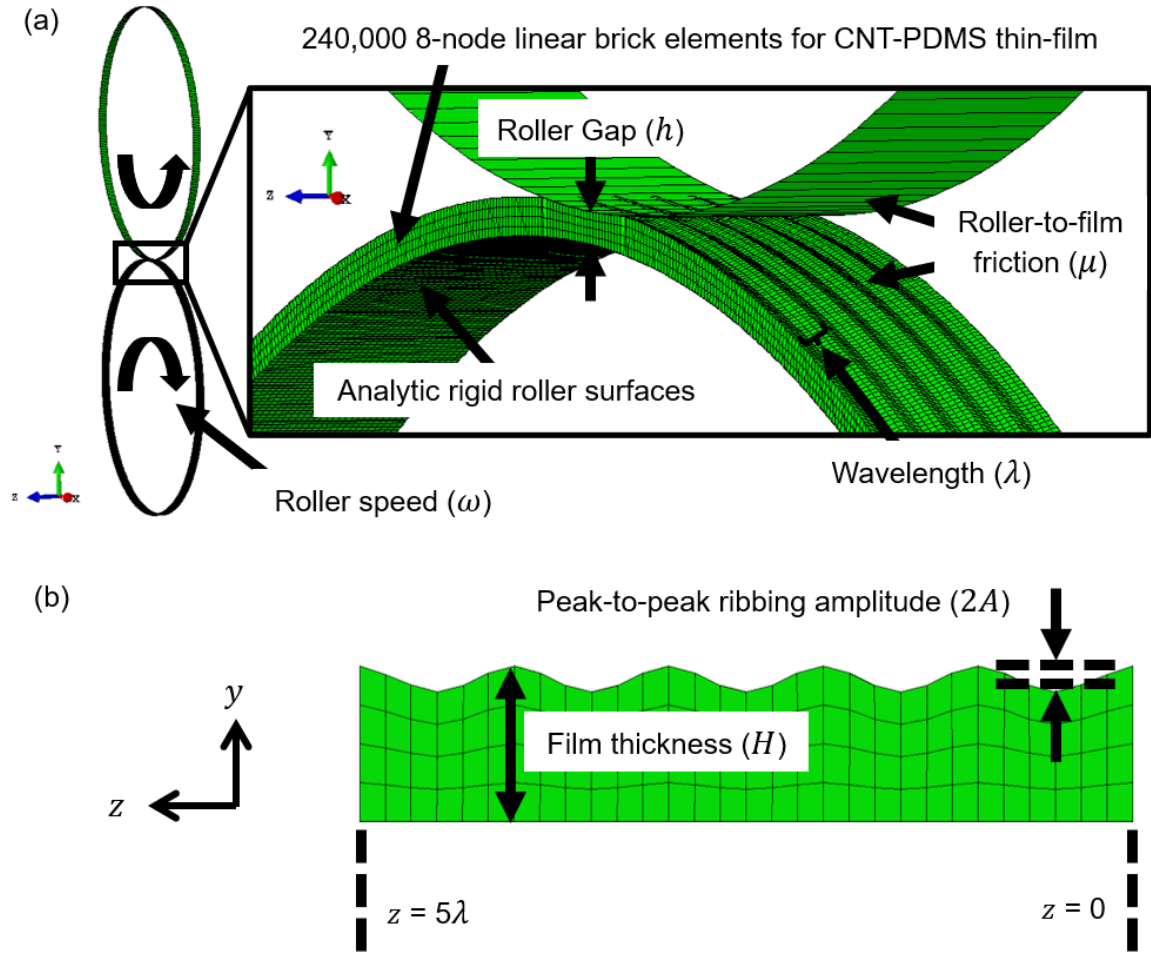 (a)
240,000 8-node linear brick elements for CNT-PDMS thin-film
Roller Gap (h)
Y
Z
X
Roller-to-film
friction (μ)
Analytic rigid roller surfaces
Wavelength (λ)
Y
Z
X
Roller speed (ω)
(b)
Peak-to-peak ribbing amplitude (2A)
y
Film thickness (H)
z
z = 5λ
z = 0